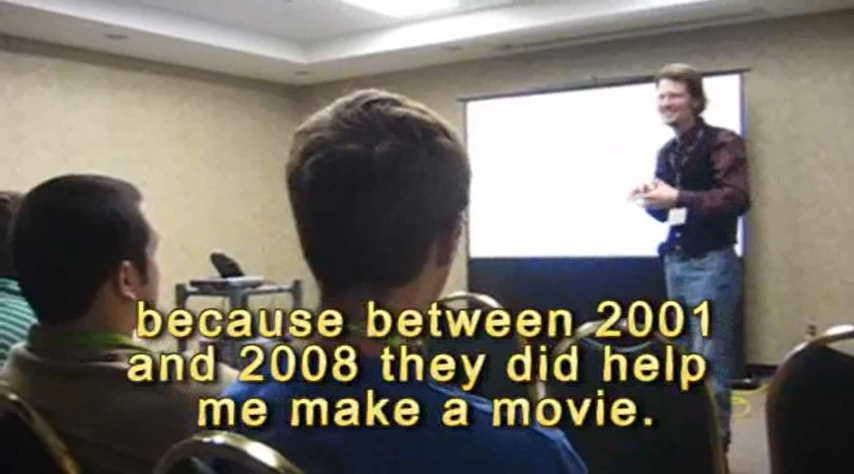 because between 2001
and 2008 they did help
me make a movie.